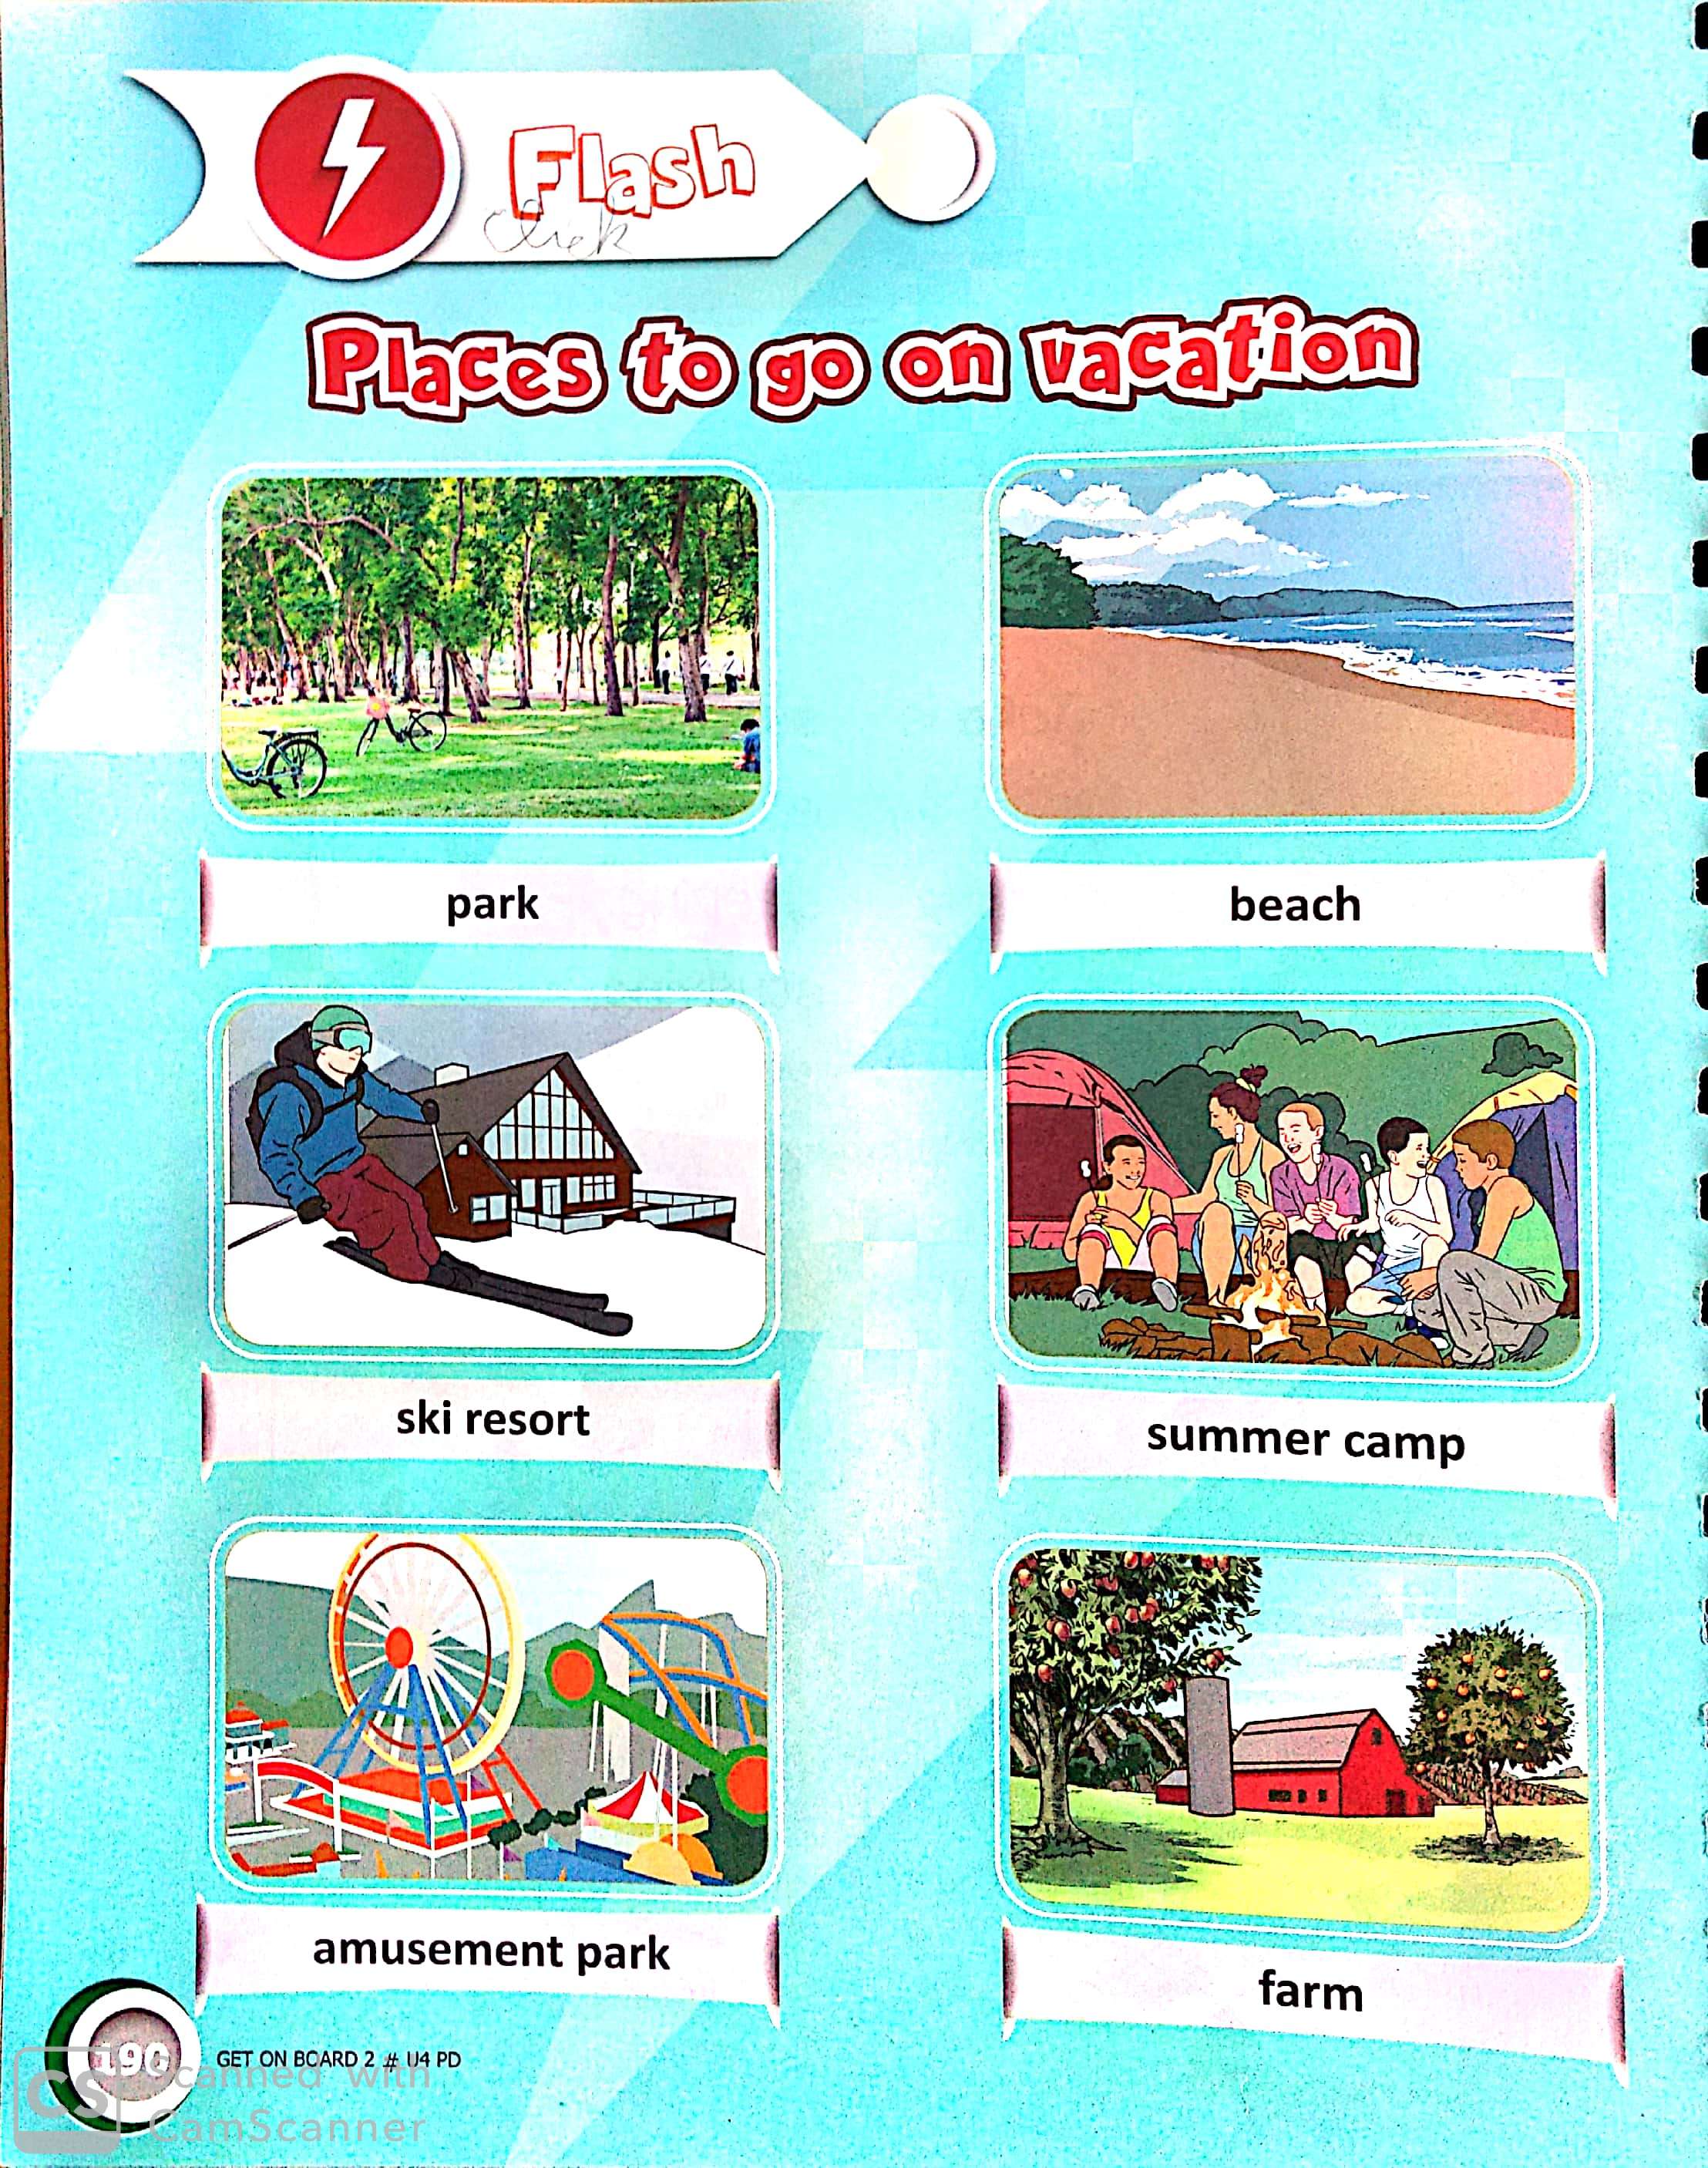 Flash
Click
Places to go on vacation
park
beach
ski resort
summer camp
amusement park
farm
190
GET ON BOARD 2 # U4 PD
CS
Scanned with
CamScanner